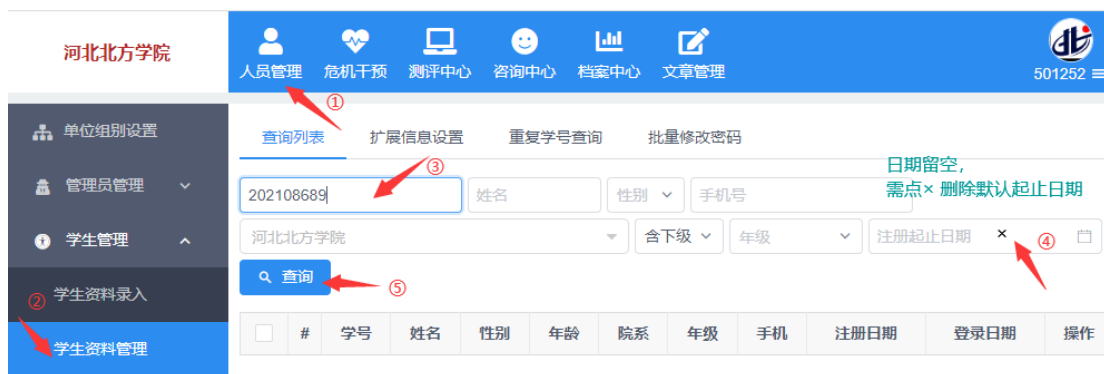 河北北方学院
人员管理 危机干预 测评中心 咨询中心 档案中心 文章管理
501252
①
单位组别设置
查询列表 扩展信息设置 重复学号查询 批量修改密码
③
日期留空,
需点× 删除默认起止日期
管理员管理
202108689 姓名 性别 手机号
学生管理
河北北方学院 含下级 年级 注册起止日期 × ④
查询 ⑤
② 学生资料录入
# 学号 姓名 性别 年龄 院系 年级 手机 注册日期 登录日期 操作
学生资料管理